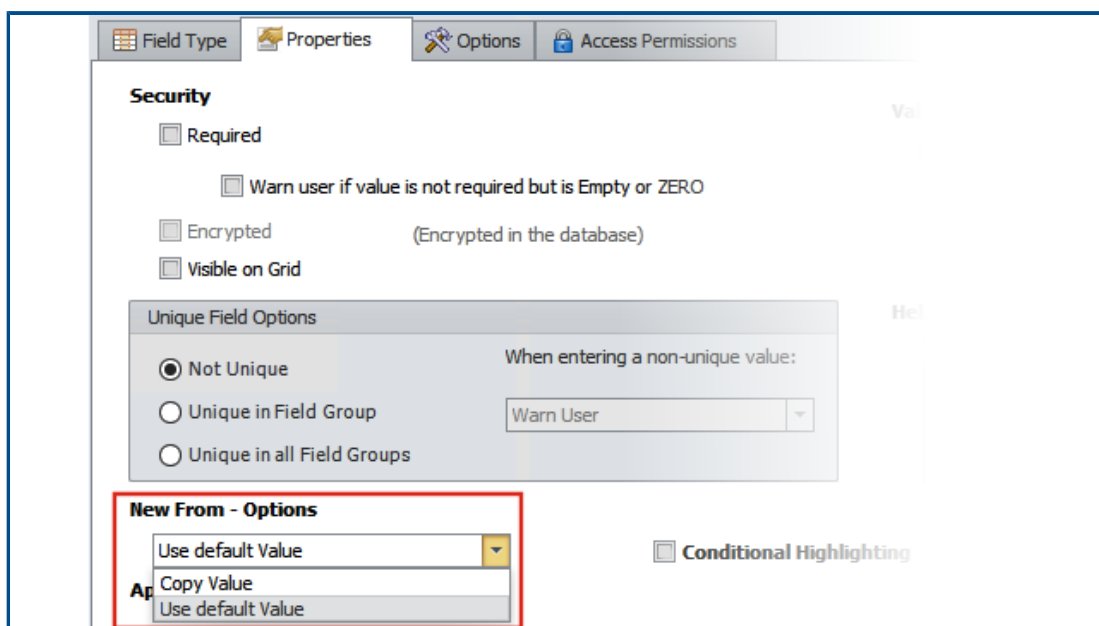 Field Type Properties Options Access Permissions
Security
Required
Warn user if value is not required but is Empty or ZERO
Encrypted (Encrypted in the database)
Visible on Grid
Unique Field Options
Not Unique When entering a non-unique value:
Unique in Field Group Warn User
Unique in all Field Groups
New From - Options
Use default Value Conditional Highlighting
Copy Value
Use default Value